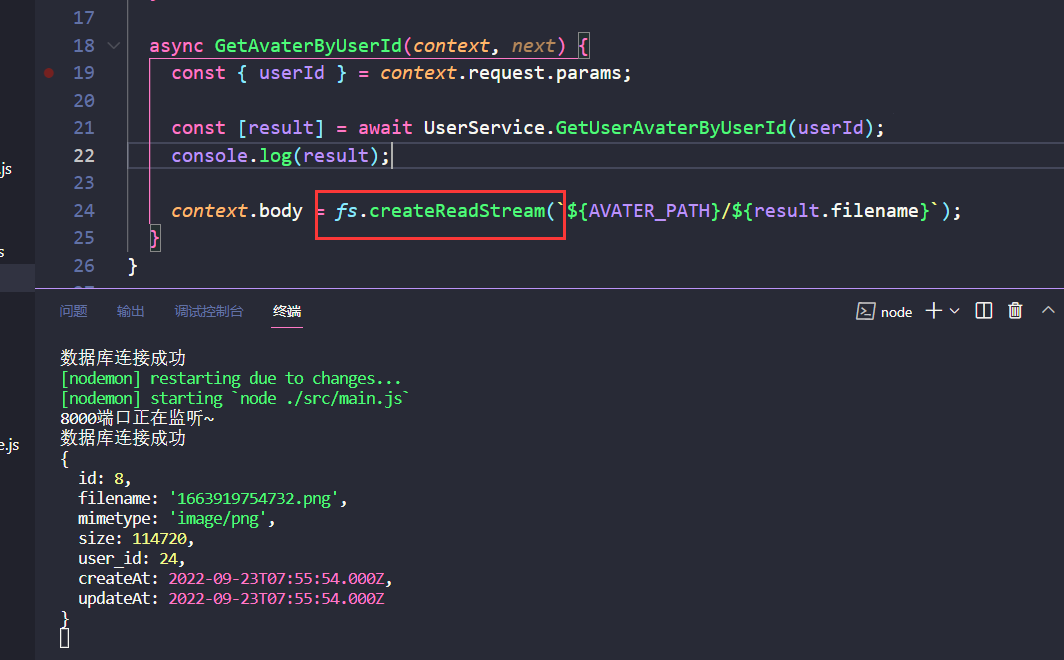 17
18 async GetAvaterByUserId(context, next) {
19 const { userId } = context.request.params;
20
21 const [result] = await UserService.GetUserAvaterByUserId(userId);
22 console.log(result);
.js
23
24 context.body = fs.createReadStream(`${AVATER_PATH}/${result.filename}`);
25 }
s
26 }
问题 输出 调试控制台 终端 node
数据库连接成功
[nodemon] restarting due to changes...
[nodemon] starting `node ./src/main.js`
8000端口正在监听~
数据库连接成功
e.js
{
id: 8,
filename: '1663919754732.png',
mimetype: 'image/png',
size: 114720,
user_id: 24,
createAt: 2022-09-23T07:55:54.000Z,
updateAt: 2022-09-23T07:55:54.000Z
}